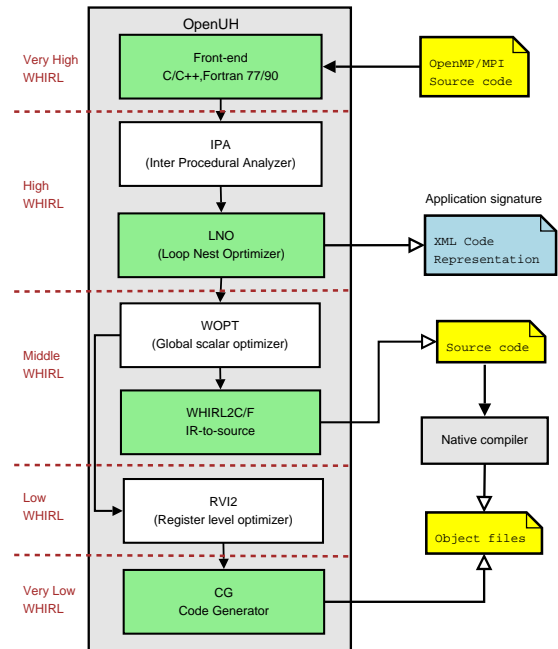 OpenUH
Very High
WHIRL
Front-end
C/C++,Fortran 77/90
OpenMP/MPI
Source code
IPA
(Inter Procedural Analyzer)
High
WHIRL
Application signature
LNO
(Loop Nest Oprtimizer)
XML Code
Representation
WOPT
(Global scalar optimizer)
Middle
WHIRL
Source code
WHIRL2C/F
IR-to-source
Native compiler
Low
WHIRL
RVI2
(Register level optimizer)
Object files
Very Low
WHIRL
CG
Code Generator